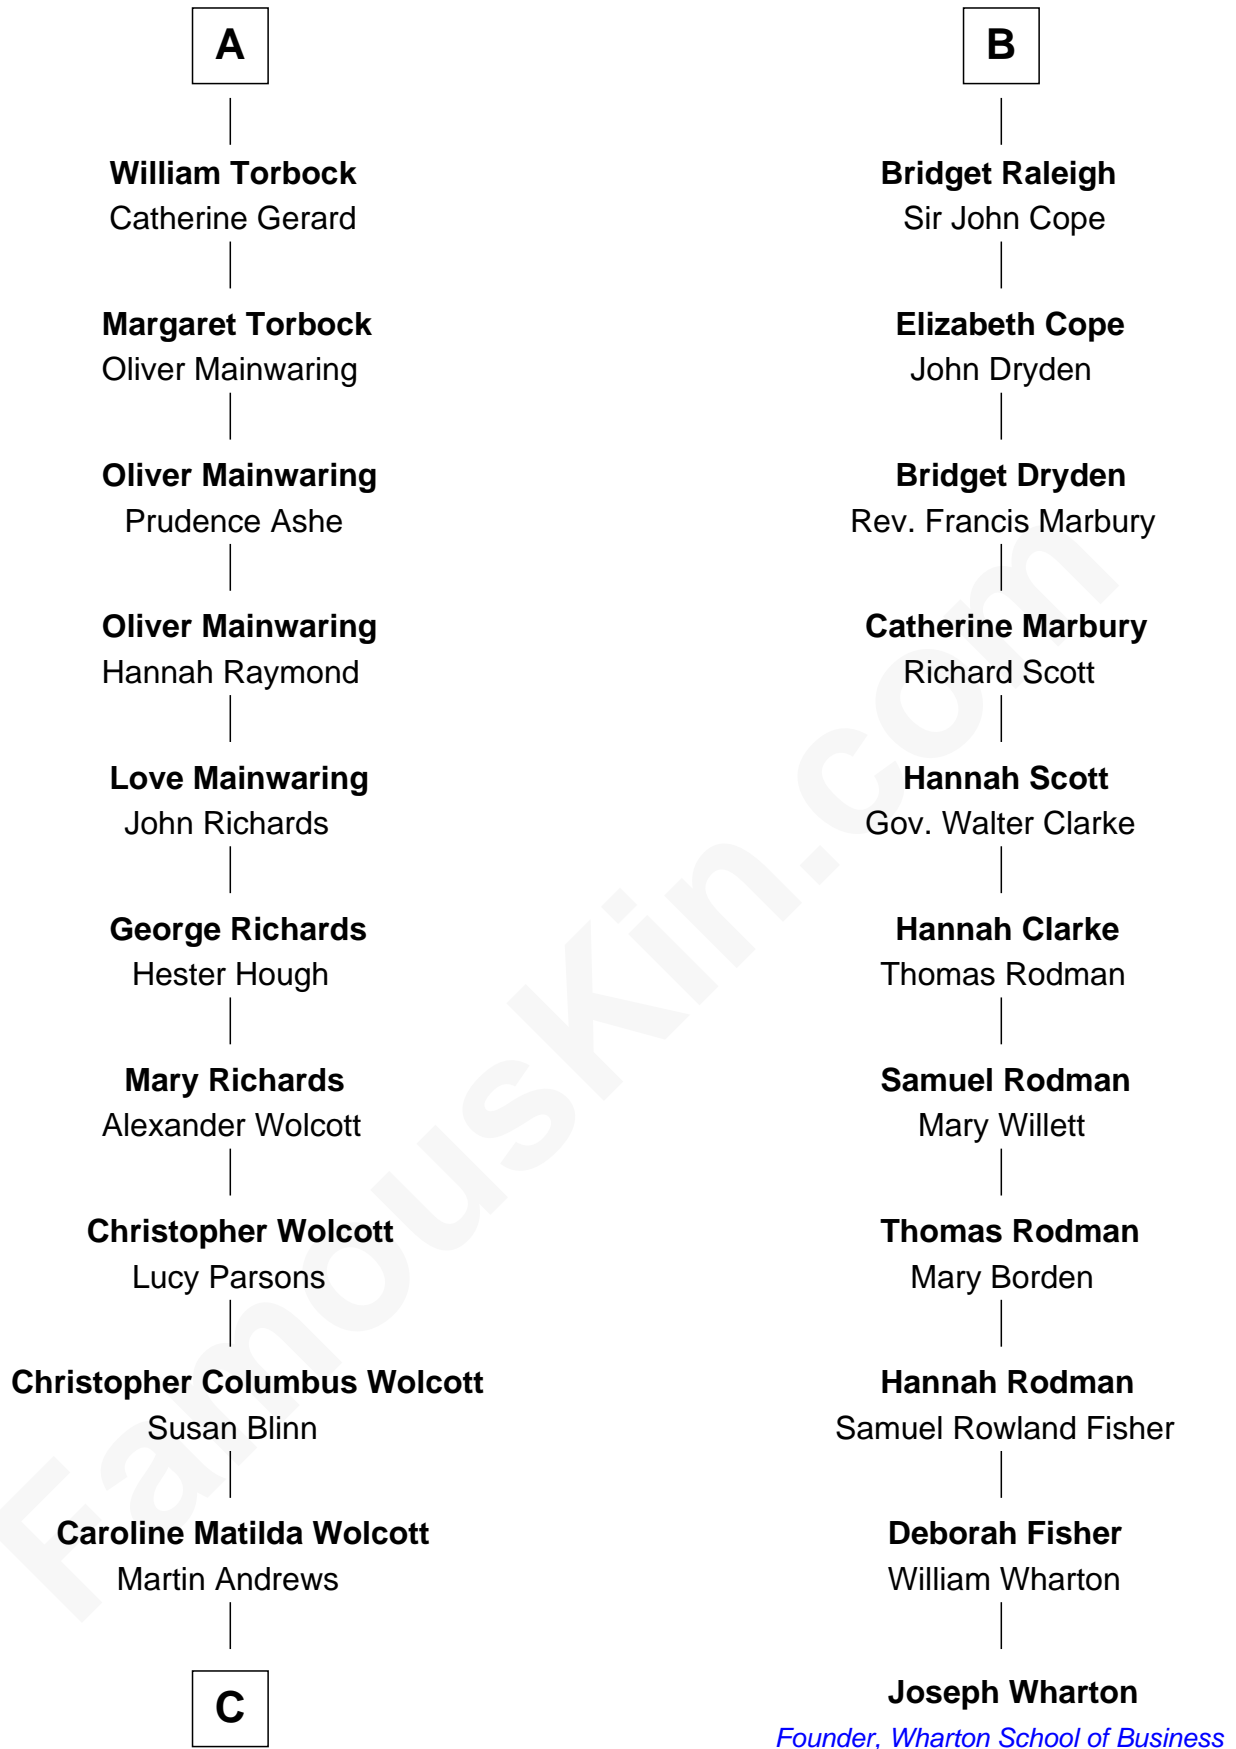 A
William Torbock
Catherine Gerard
Margaret Torbock
Oliver Mainwaring
Oliver Mainwaring
Prudence Ashe
Oliver Mainwaring
Hannah Raymond
Love Mainwaring
John Richards
George Richards
Hester Hough
Mary Richards
Alexander Wolcott
Christopher Wolcott
Lucy Parsons
Christopher Columbus Wolcott
Susan Blinn
Caroline Matilda Wolcott
Martin Andrews
C
B
Bridget Raleigh
Sir John Cope
Elizabeth Cope
John Dryden
Bridget Dryden
Rev. Francis Marbury
Catherine Marbury
Richard Scott
Hannah Scott
Gov. Walter Clarke
Hannah Clarke
Thomas Rodman
Samuel Rodman
Mary Willett
Thomas Rodman
Mary Borden
Hannah Rodman
Samuel Rowland Fisher
Deborah Fisher
William Wharton
Joseph Wharton
Founder, Wharton School of Business
FamousKin.com